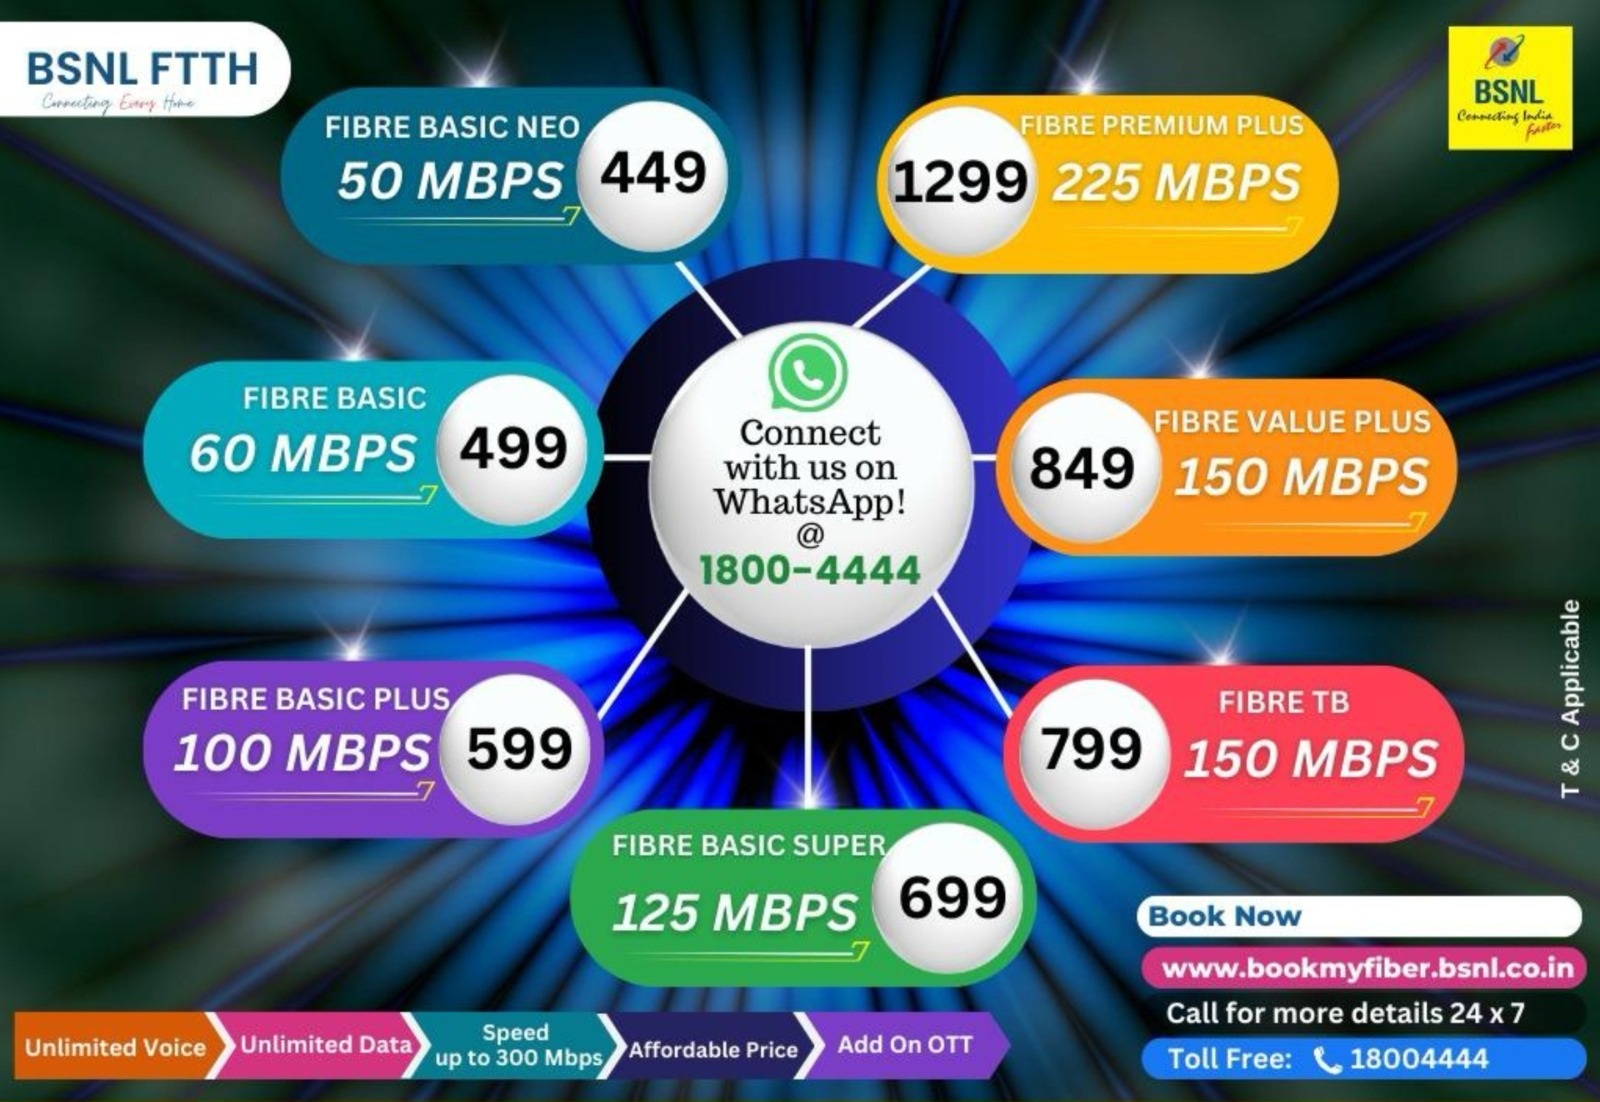 BSNL FTTH
Connecting Every Home
BSNL
Connecting India
faster
FIBRE BASIC NEO
50 MBPS
449
FIBRE PREMIUM PLUS
1299
225 MBPS
FIBRE BASIC
60 MBPS
499
Connect
with us on
WhatsApp!
@
1800-4444
FIBRE VALUE PLUS
849
150 MBPS
FIBRE BASIC PLUS
100 MBPS
599
FIBRE TB
799
150 MBPS
FIBRE BASIC SUPER
125 MBPS
699
T & C Applicable
Book Now
www.bookmyfiber.bsnl.co.in
Call for more details 24 x 7
Toll Free: 18004444
Unlimited Voice
Unlimited Data
Speed
up to 300 Mbps
Affordable Price
Add On OTT